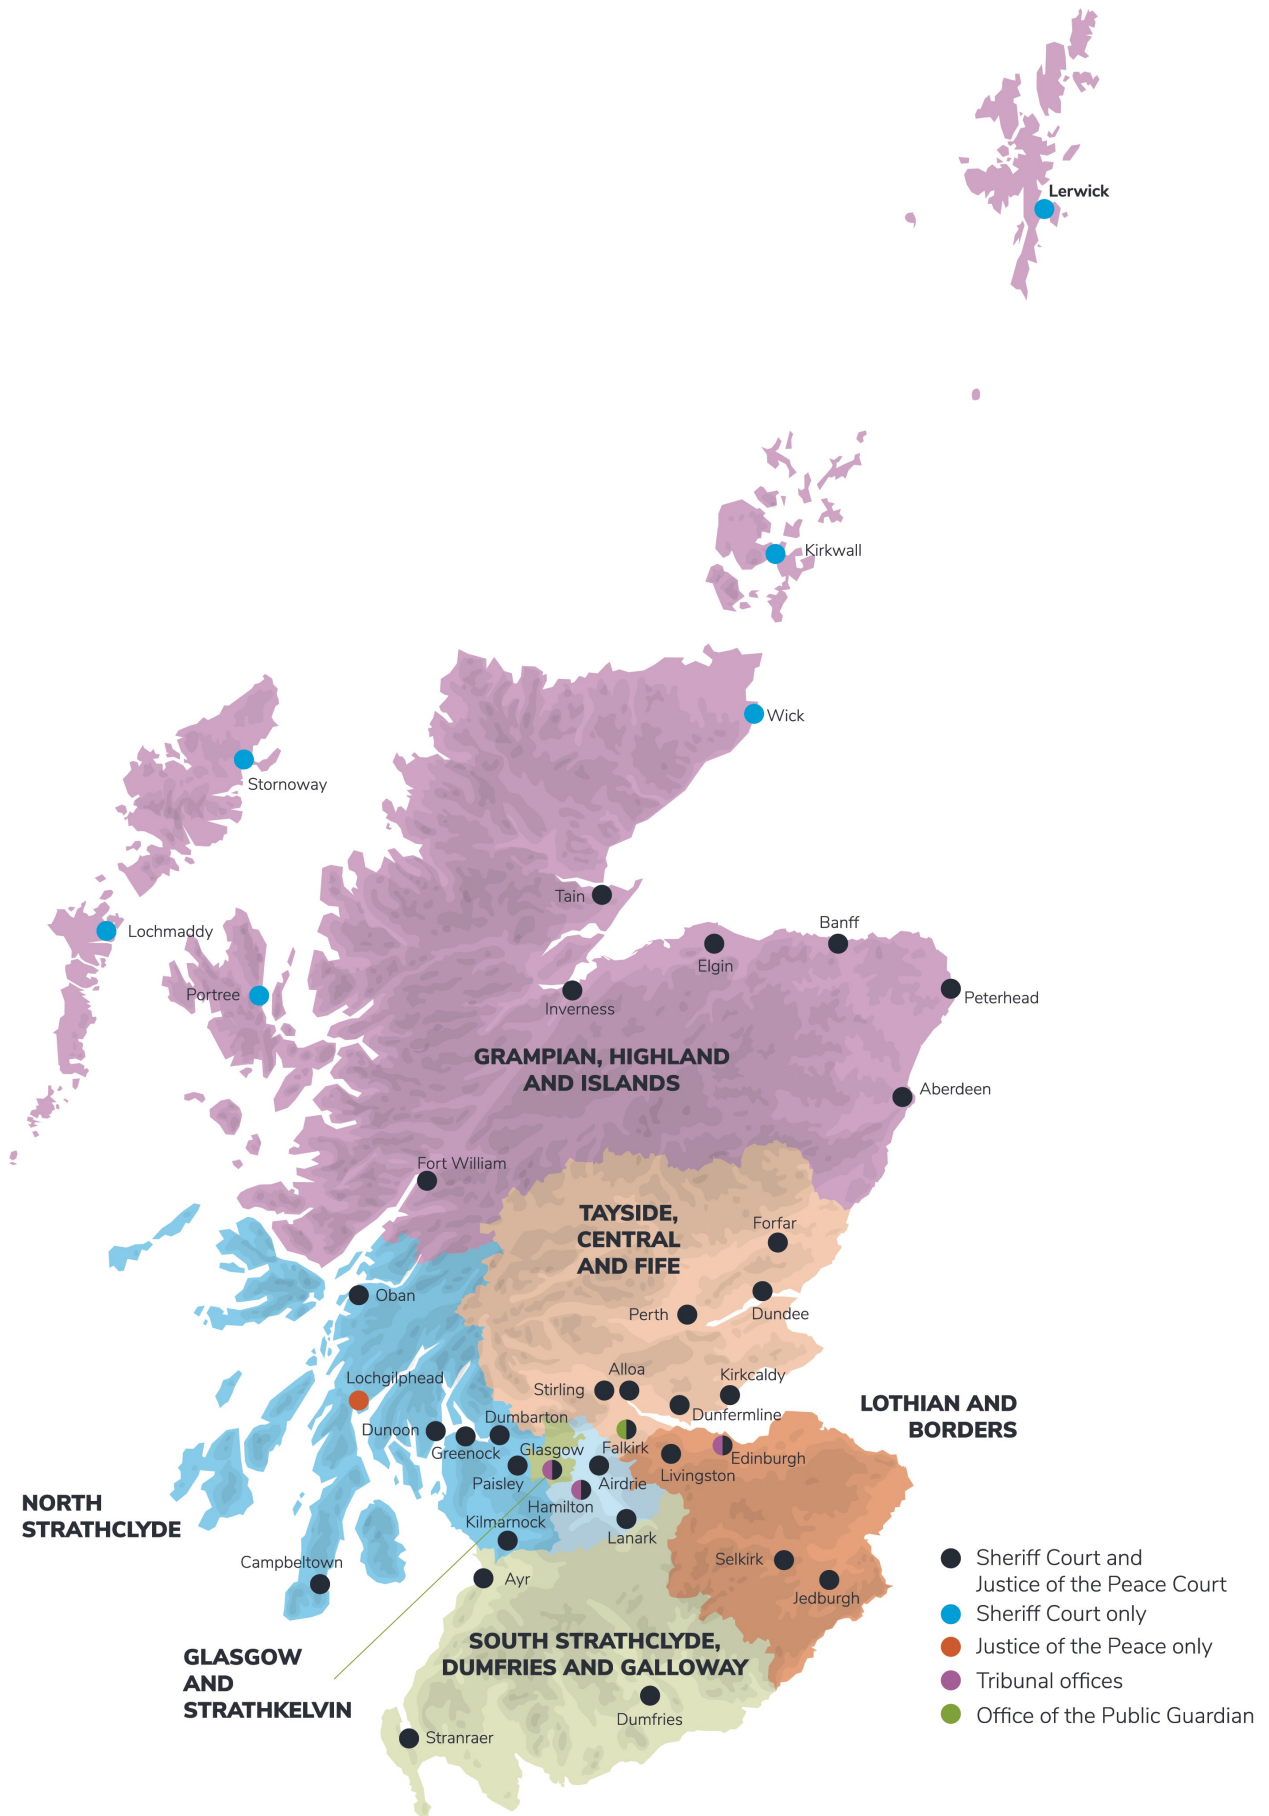 Lerwick
Kirkwall
Wick
Stornoway
Tain
Banff
Lochmaddy
Elgin
Portree
Peterhead
Inverness
GRAMPIAN, HIGHLAND
AND ISLANDS
Aberdeen
Fort William
TAYSIDE,
CENTRAL
AND FIFE
Forfar
Oban
Perth
Dundee
Alloa
Lochgilphead
Stirling
Kirkcaldy
LOTHIAN AND
BORDERS
Dunfermline
Dumbarton
Dunoon
Greenock
Glasgow
Falkirk
Edinburgh
Livingston
Paisley
Airdrie
Hamilton
NORTH
STRATHCLYDE
Kilmarnock
Lanark
Campbeltown
Selkirk
Ayr
Jedburgh
Sheriff Court and
Justice of the Peace Court
Sheriff Court only
Justice of the Peace only
Tribunal offices
Office of the Public Guardian
GLASGOW
AND
STRATHKELVIN
SOUTH STRATHCLYDE,
DUMFRIES AND GALLOWAY
Dumfries
Stranraer